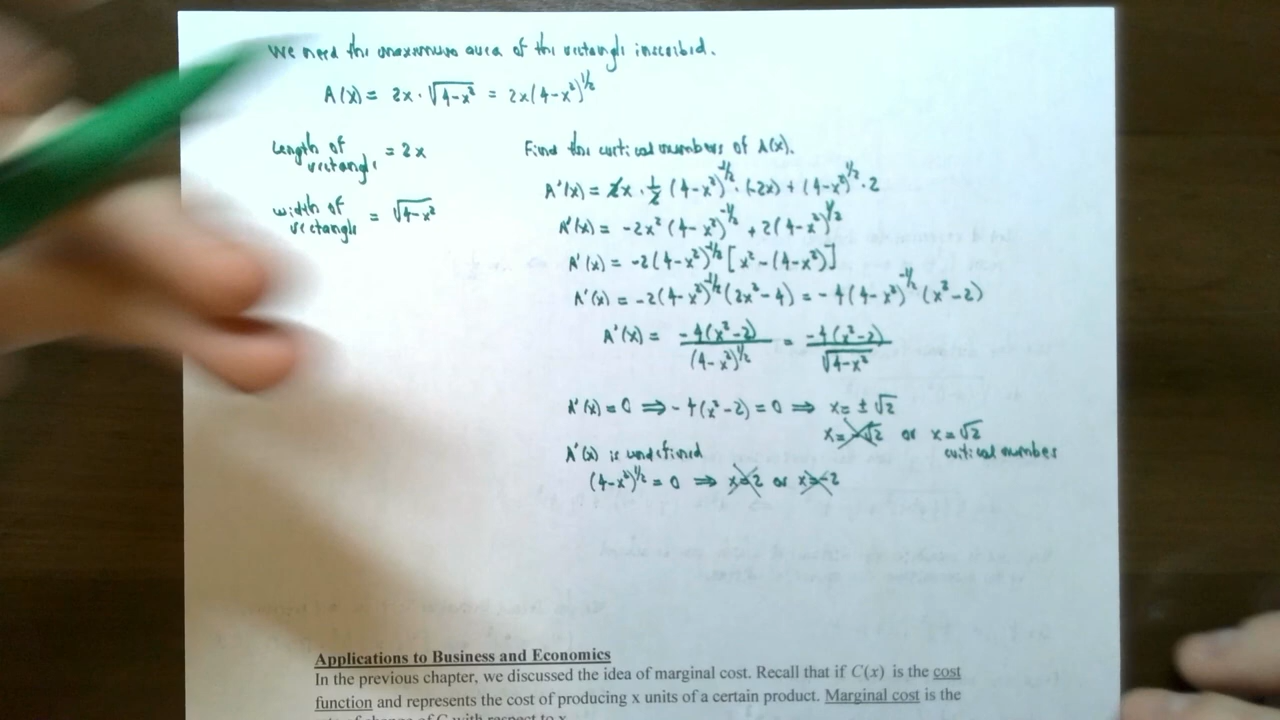 We need the maximum area of the rectangle inscribed.
A(x) = 2x · √(4-x²) = 2x(4-x²)^1/2
Length of rectangle = 2x
width of rectangle = √(4-x²)
Find the critical numbers of A(x).
A'(x) = 2x · 1/2 (4-x²)^-1/2 · (-2x) + (4-x²)^1/2 · 2
A'(x) = -2x² (4-x²)^-1/2 + 2(4-x²)^1/2
A'(x) = -2(4-x²)^-1/2 [x² - (4-x²)]
A'(x) = -2(4-x²)^-1/2 (2x²-4) = -4(4-x²)^-1/2 (x²-2)
A'(x) = -4(x²-2)/(4-x²)^1/2 = -4(x²-2)/√(4-x²)
A'(x) = 0 ⇒ -4(x²-2) = 0 ⇒ x = ±√2
x = -√2 or x = √2
critical number
A'(x) is undefined
(4-x²)^1/2 = 0 ⇒ x=2 or x=-2
Applications to Business and Economics
In the previous chapter, we discussed the idea of marginal cost. Recall that if C(x) is the cost
function and represents the cost of producing x units of a certain product. Marginal cost is the